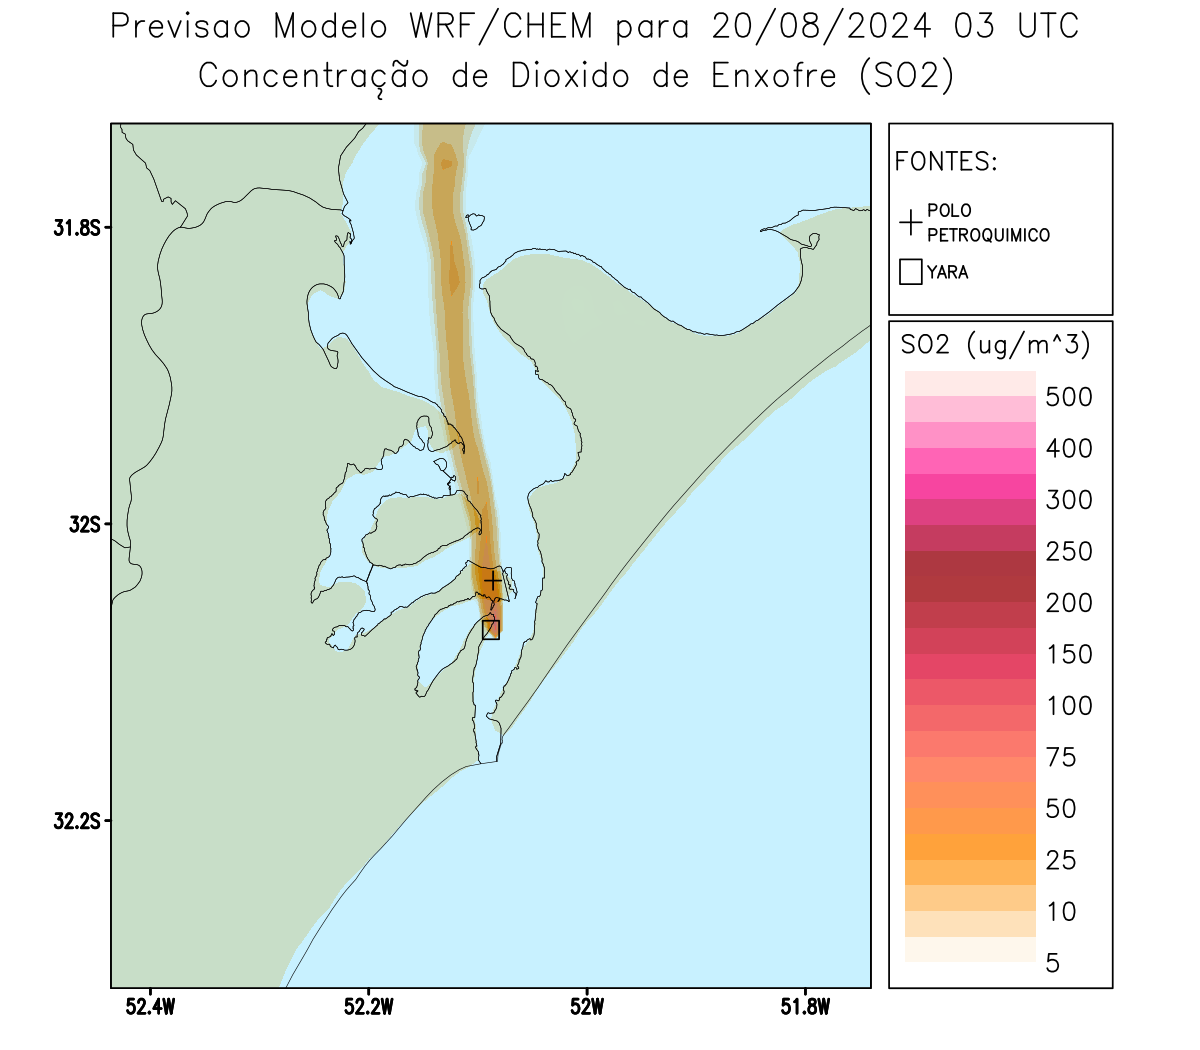 Previsao Modelo WRF/CHEM para 20/08/2024 03 UTC
Concentração de Dioxido de Enxofre (SO2)
FONTES:
POLO
PETROQUIMICO
YARA
31.8S
32S
32.2S
52.4W
52.2W
52W
51.8W
SO2 (ug/m^3)
500
400
300
250
200
150
100
75
50
25
10
5